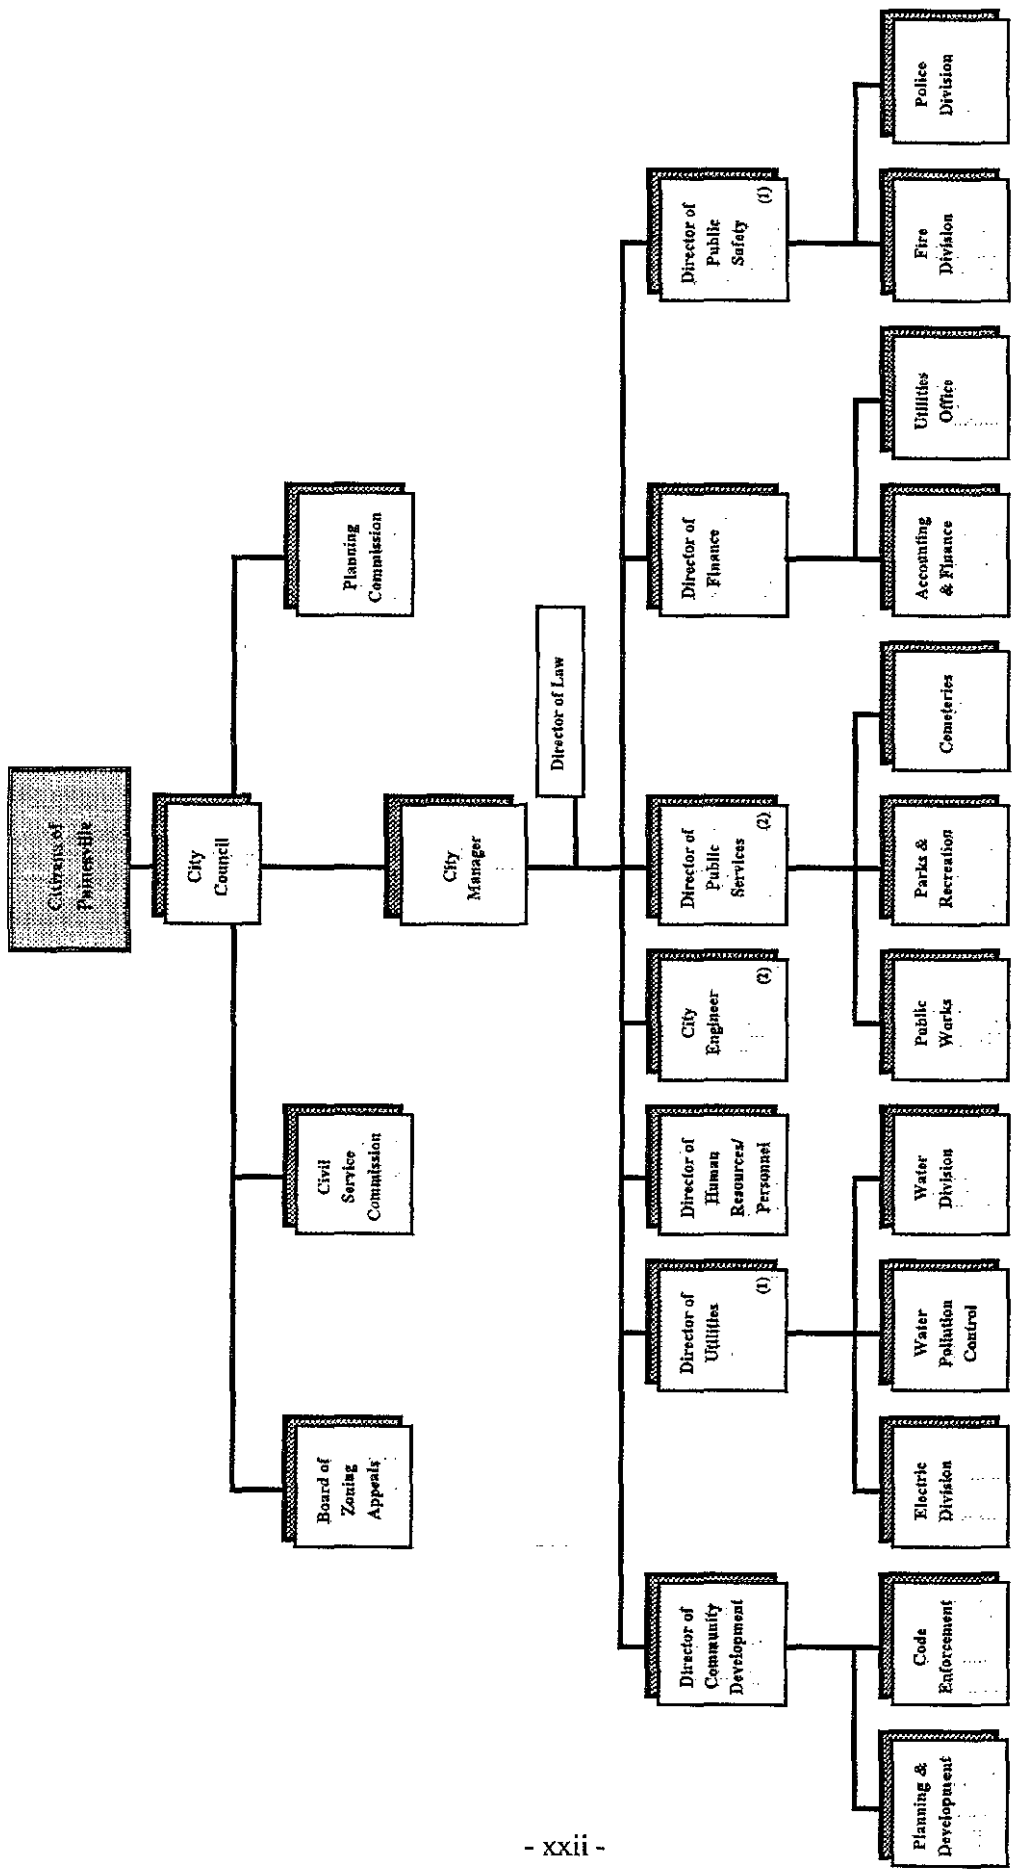 Citizens of
Painesville
City
Council
Board of
Zoning
Appeals
Civil
Service
Commission
Planning
Commission
City
Manager
Director of Law
Director of
Community
Development
Director of
Utilities
(1)
Director of
Human
Resources/
Personnel
City
Engineer
(2)
Director of
Public
Services
(2)
Director of
Finance
Director of
Public
Safety
(1)
Planning &
Development
Code
Enforcement
Electric
Division
Water
Pollution
Control
Water
Division
Public
Works
Parks &
Recreation
Cemeteries
Accounting
& Finance
Utilities
Office
Fire
Division
Police
Division
- xxii -